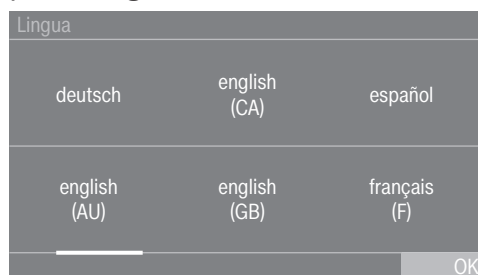 Lingua
deutsch
english
(CA)
español
english
(AU)
english
(GB)
français
(F)
OK